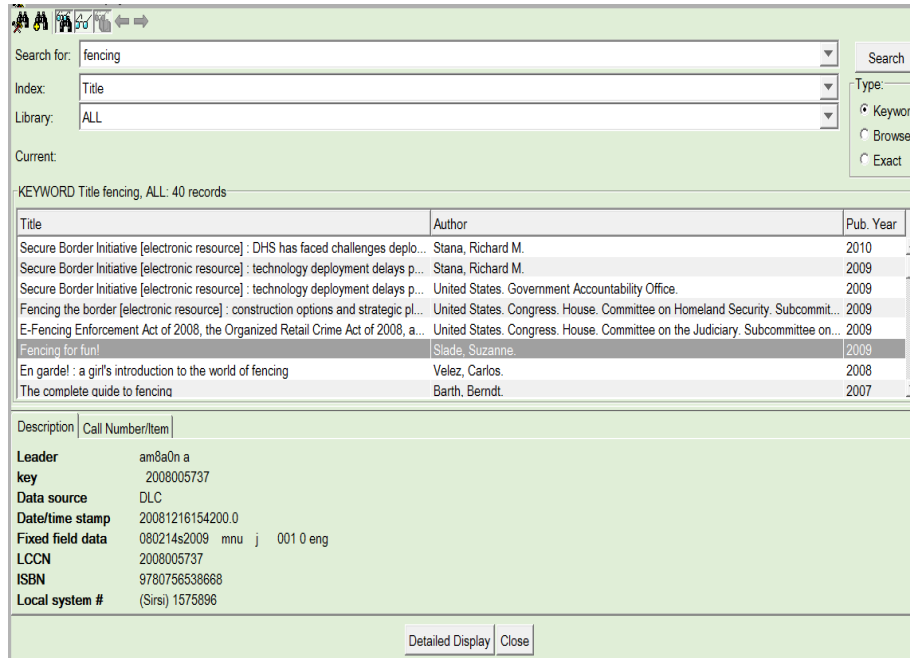 Search for: fencing Search
Index: Title Type:
Library: ALL Keywor
Browse
Current: Exact
KEYWORD Title fencing, ALL: 40 records
Title Author Pub. Year
Secure Border Initiative [electronic resource] : DHS has faced challenges deplo... Stana, Richard M. 2010
Secure Border Initiative [electronic resource] : technology deployment delays p... Stana, Richard M. 2009
Secure Border Initiative [electronic resource] : technology deployment delays p... United States. Government Accountability Office. 2009
Fencing the border [electronic resource] : construction options and strategic pl... United States. Congress. House. Committee on Homeland Security. Subcommit... 2009
E-Fencing Enforcement Act of 2008, the Organized Retail Crime Act of 2008, a... United States. Congress. House. Committee on the Judiciary. Subcommittee on... 2009
Fencing for fun! Slade, Suzanne. 2009
En garde! : a girl's introduction to the world of fencing Velez, Carlos. 2008
The complete guide to fencing Barth, Berndt. 2007
Description Call Number/Item
Leader am8a0n a
key 2008005737
Data source DLC
Date/time stamp 20081216154200.0
Fixed field data 080214s2009 mnu j 001 0 eng
LCCN 2008005737
ISBN 9780756538668
Local system # (Sirsi) 1575896
Detailed Display Close